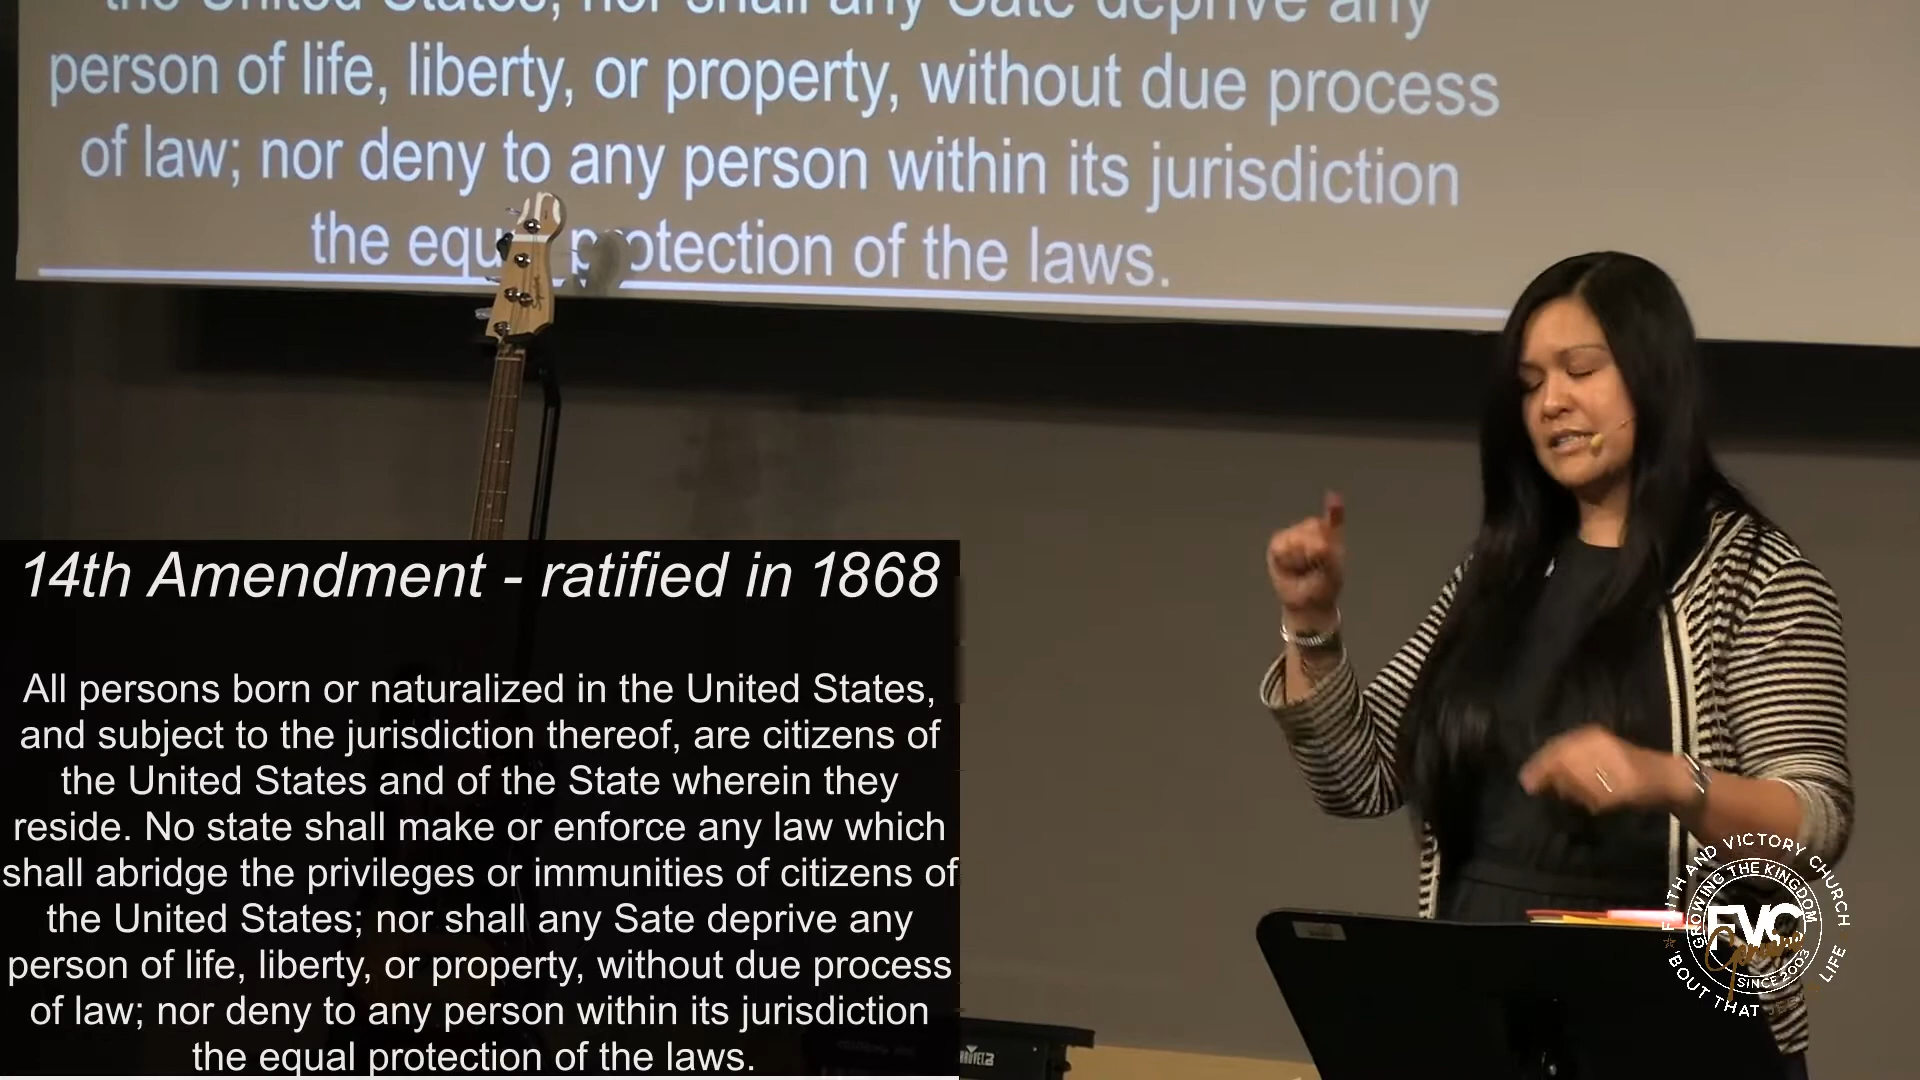 the United States; nor shall any Sate deprive any
person of life, liberty, or property, without due process
of law; nor deny to any person within its jurisdiction
the equ protection of the laws.
14th Amendment - ratified in 1868
All persons born or naturalized in the United States,
and subject to the jurisdiction thereof, are citizens of
the United States and of the State wherein they
reside. No state shall make or enforce any law which
shall abridge the privileges or immunities of citizens of
the United States; nor shall any Sate deprive any
person of life, liberty, or property, without due process
of law; nor deny to any person within its jurisdiction
the equal protection of the laws.
FAITH AND VICTORY CHURCH
GROWING THE KINGDOM
FVC
SINCE 2003
'BOUT THAT JESUS LIFE
CHAUVET
Squier